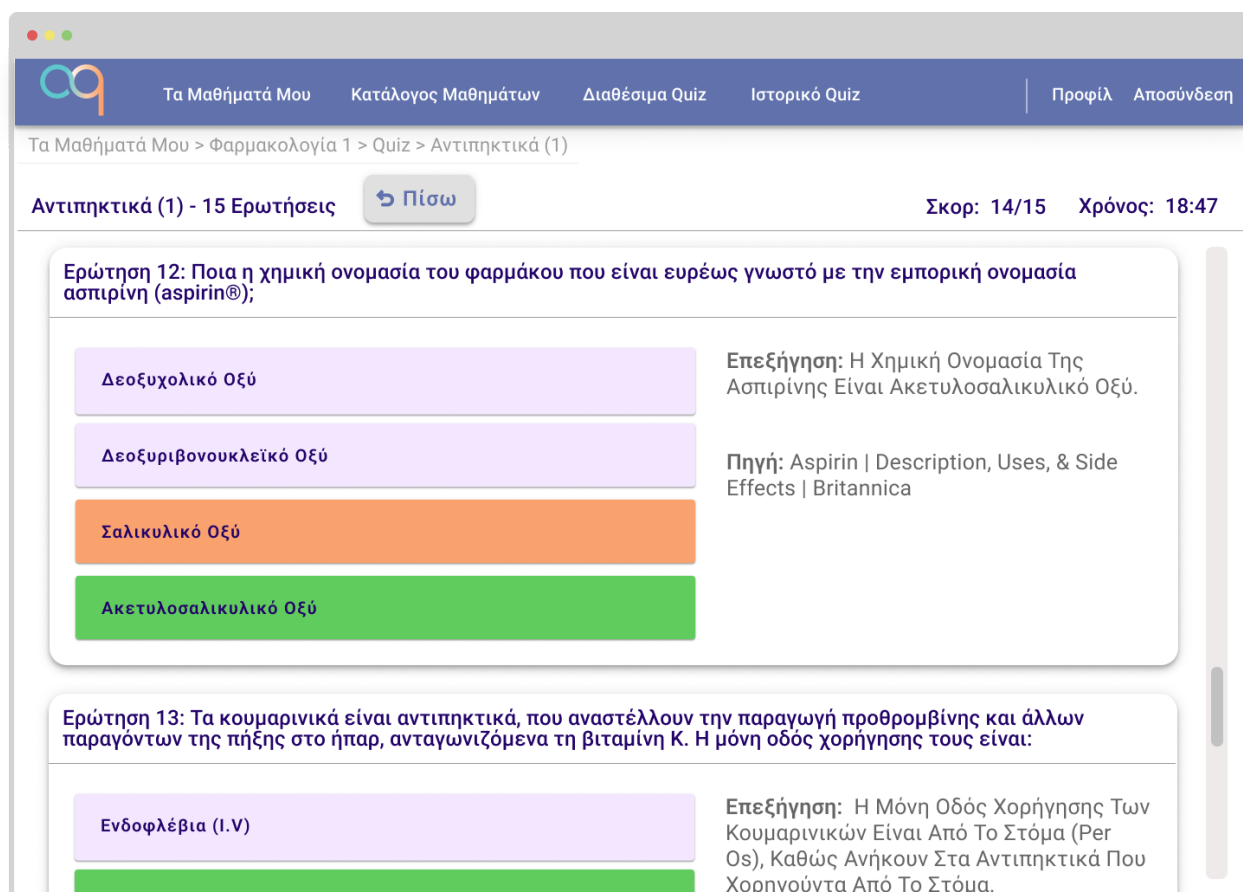 Τα Μαθήματά Μου Κατάλογος Μαθημάτων Διαθέσιμα Quiz Ιστορικό Quiz Προφίλ Αποσύνδεση
Τα Μαθήματά Μου > Φαρμακολογία 1 > Quiz > Αντιπηκτικά (1)
Αντιπηκτικά (1) - 15 Ερωτήσεις Πίσω Σκορ: 14/15 Χρόνος: 18:47
Ερώτηση 12: Ποια η χημική ονομασία του φαρμάκου που είναι ευρέως γνωστό με την εμπορική ονομασία
ασπιρίνη (aspirin®);
Δεοξυχολικό Οξύ
Δεοξυριβονουκλεϊκό Οξύ
Σαλικυλικό Οξύ
Ακετυλοσαλικυλικό Οξύ
Επεξήγηση: Η Χημική Ονομασία Της
Ασπιρίνης Είναι Ακετυλοσαλικυλικό Οξύ.
Πηγή: Aspirin | Description, Uses, & Side
Effects | Britannica
Ερώτηση 13: Τα κουμαρινικά είναι αντιπηκτικά, που αναστέλλουν την παραγωγή προθρομβίνης και άλλων
παραγόντων της πήξης στο ήπαρ, ανταγωνιζόμενα τη βιταμίνη Κ. Η μόνη οδός χορήγησης τους είναι:
Ενδοφλέβια (I.V)
Επεξήγηση: Η Μόνη Οδός Χορήγησης Των
Κουμαρινικών Είναι Από Το Στόμα (Per
Os), Καθώς Ανήκουν Στα Αντιπηκτικά Που
Χορηγούντα Από Το Στόμα.